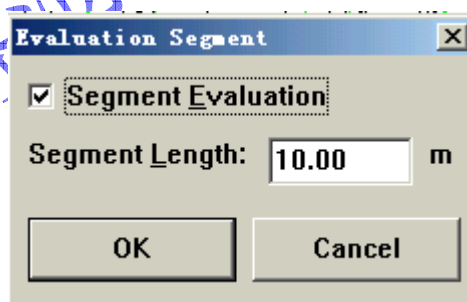 Evaluation Segment
Segment Evaluation
Segment Length: 10.00 m
OK Cancel